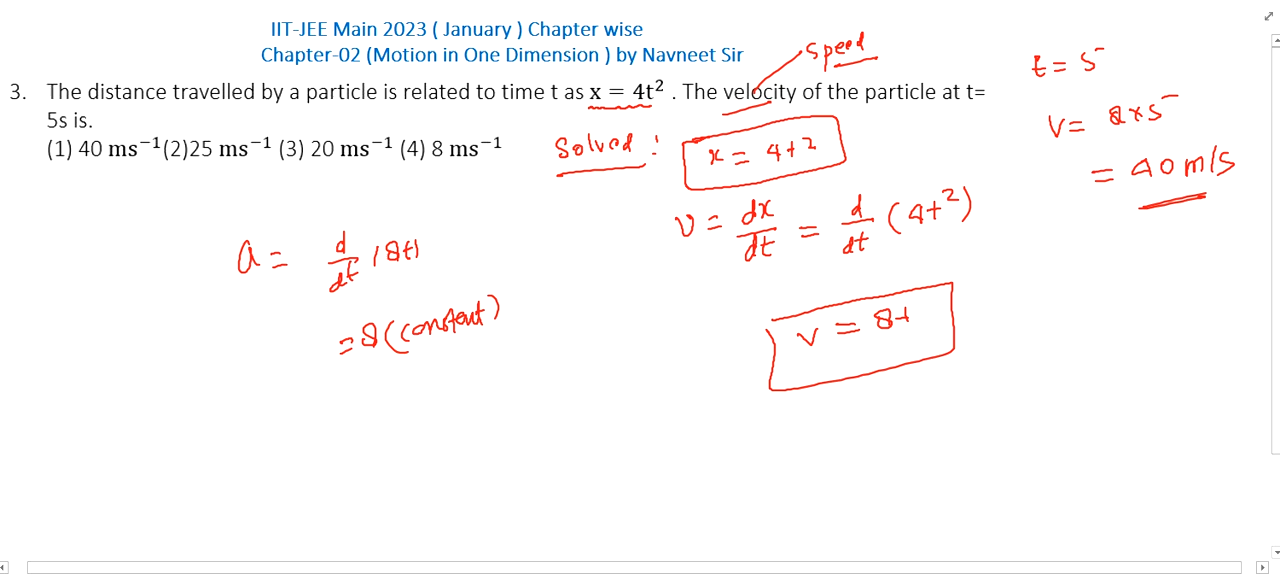 IIT-JEE Main 2023 ( January ) Chapter wise
Chapter-02 (Motion in One Dimension ) by Navneet Sir
3. The distance travelled by a particle is related to time t as x = 4t² . The velocity of the particle at t=
5s is.
(1) 40 ms⁻¹(2)25 ms⁻¹ (3) 20 ms⁻¹ (4) 8 ms⁻¹
speed
Solved :
x = 4t²
v = dx/dt = d/dt (4t²)
v = 8t
t = 5
v = 8x5
= 40 m/s
a = d/dt (8t)
= 8 (constant)